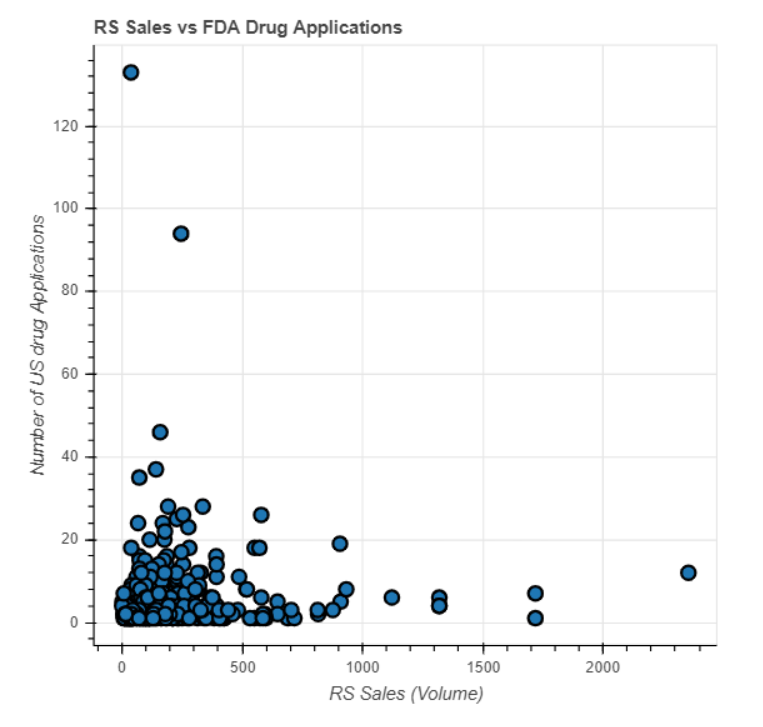 RS Sales vs FDA Drug Applications
120
100
80
60
40
20
0
Number of US drug Applications
0 500 1000 1500 2000
RS Sales (Volume)